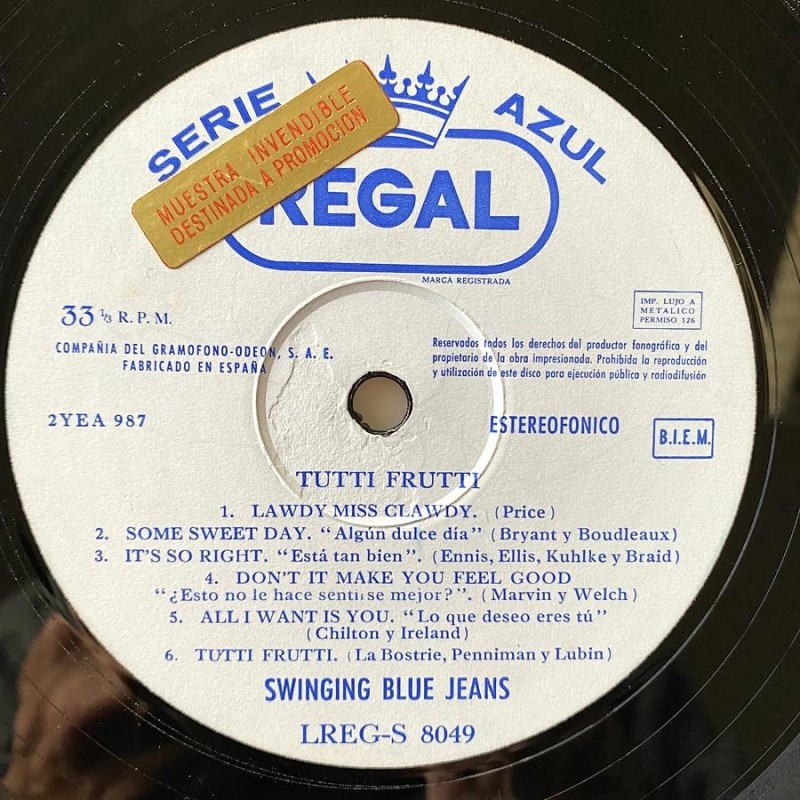 SERIE AZUL
MUESTRA INVENDIBLE
DESTINADA A PROMOCION
REGAL
MARCA REGISTRADA
33 ⅓ R. P. M.
IMP. LUJO A
METALICO
PERMISO 126
COMPAÑIA DEL GRAMOFONO-ODEON, S. A. E.
FABRICADO EN ESPAÑA
Reservados todos los derechos del productor fonográfico y del
propietario de la obra impresionada. Prohibida la reproducción
y utilización de este disco para ejecución pública y radiodifusión
2YEA 987
ESTEREOFONICO
B.I.E.M.
TUTTI FRUTTI
1. LAWDY MISS CLAWDY. (Price)
2. SOME SWEET DAY. "Algún dulce día" (Bryant y Boudleaux)
3. IT'S SO RIGHT. "Está tan bien". (Ennis, Ellis, Kuhlke y Braid)
4. DON'T IT MAKE YOU FEEL GOOD
"¿Esto no le hace sentirse mejor?". (Marvin y Welch)
5. ALL I WANT IS YOU. "Lo que deseo eres tú"
(Chilton y Ireland)
6. TUTTI FRUTTI. (La Bostrie, Penniman y Lubin)
SWINGING BLUE JEANS
LREG-S 8049